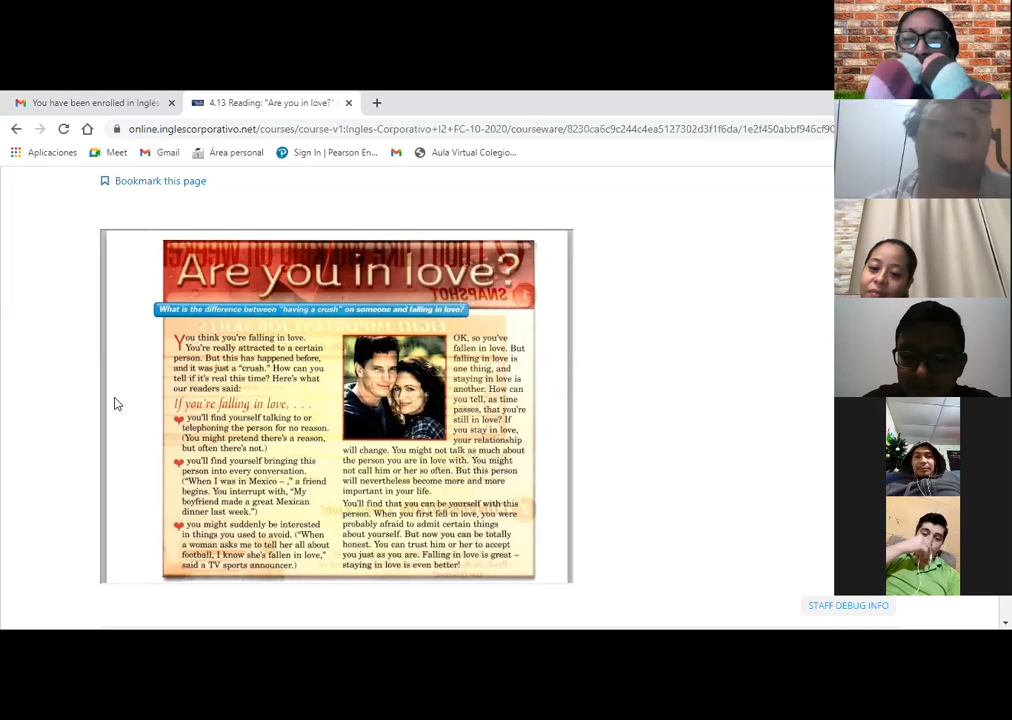 You have been enrolled in Inglés
4.13 Reading: "Are you in love?"
online.inglescorporativo.net/courses/course-v1:Ingles-Corporativo+I2+FC-10-2020/courseware/8230ca6c9c244c4ea5127302d3f1f6da/1e2f450abbf946cf90
Aplicaciones
Meet
Gmail
Área personal
Sign In | Pearson En...
Aula Virtual Colegio...
Bookmark this page
Are you in love?
SNAPSHOT
What is the difference between "having a crush" on someone and falling in love?
You think you're falling in love.
You're really attracted to a certain
person. But this has happened before,
and it was just a "crush." How can you
tell if it's real this time? Here's what
our readers said:
If you're falling in love, . . .
you'll find yourself talking to or
telephoning the person for no reason.
(You might pretend there's a reason,
but often there's not.)
you'll find yourself bringing this
person into every conversation.
("When I was in Mexico – ," a friend
begins. You interrupt with, "My
boyfriend made a great Mexican
dinner last week.")
you might suddenly be interested
in things you used to avoid. ("When
a woman asks me to tell her all about
football, I know she's fallen in love,"
said a TV sports announcer.)
OK, so you've
fallen in love. But
falling in love is
one thing, and
staying in love is
another. How can
you tell, as time
passes, that you're
still in love? If
you stay in love,
your relationship
will change. You might not talk as much about
the person you are in love with. You might
not call him or her so often. But this person
will nevertheless become more and more
important in your life.
You'll find that you can be yourself with this
person. When you first fell in love, you were
probably afraid to admit certain things
about yourself. But now you can be totally
honest. You can trust him or her to accept
you just as you are. Falling in love is great –
staying in love is even better!
STAFF DEBUG INFO